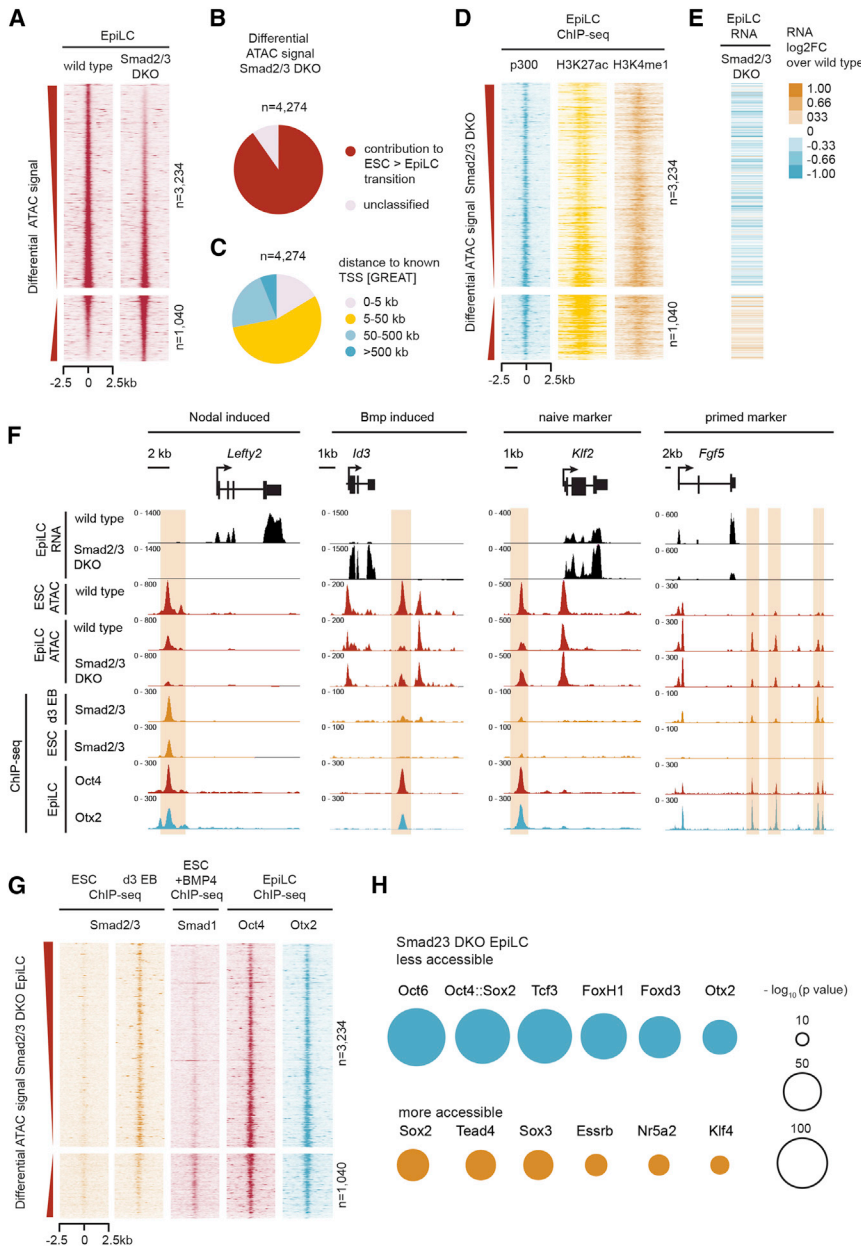 A
EpiLC
wild type
Smad2/3
DKO
Differential ATAC signal
n=3,234
n=1,040
-2.5 0 2.5kb
B
Differential
ATAC signal
Smad2/3 DKO
n=4,274
contribution to
ESC > EpiLC
transition
unclassified
C
n=4,274
distance to known
TSS [GREAT]
0-5 kb
5-50 kb
50-500 kb
>500 kb
D
EpiLC
ChIP-seq
p300 H3K27ac H3K4me1
Differential ATAC signal Smad2/3 DKO
n=3,234
n=1,040
-2.5 0 2.5kb
E
EpiLC
RNA
Smad2/3
DKO
RNA
log2FC
over wild type
1.00
0.66
033
0
-0.33
-0.66
-1.00
F
Nodal induced
Bmp induced
naive marker
primed marker
2 kb
Lefty2
1kb
Id3
1kb
Klf2
2kb
Fgf5
EpiLC
RNA
wild type
0 - 1400
0 - 1500
0 - 400
0 - 600
Smad2/3
DKO
0 - 1400
0 - 1500
0 - 400
0 - 600
ESC
ATAC
wild type
0 - 800
0 - 200
0 - 500
0 - 300
EpiLC
ATAC
wild type
0 - 800
0 - 200
0 - 500
0 - 300
Smad2/3
DKO
0 - 800
0 - 200
0 - 500
0 - 300
ChIP-seq
d3 EB
Smad2/3
0 - 300
0 - 100
0 - 100
0 - 100
ESC
Smad2/3
0 - 300
0 - 100
0 - 100
0 - 100
EpiLC
Oct4
0 - 300
0 - 300
0 - 300
0 - 300
Otx2
0 - 300
0 - 300
0 - 300
0 - 300
G
ESC d3 EB
ChIP-seq
ESC
+BMP4
ChIP-seq
EpiLC
ChIP-seq
Smad2/3
Smad1
Oct4
Otx2
Differential ATAC signal Smad2/3 DKO EpiLC
n=3,234
n=1,040
-2.5 0 2.5kb
H
Smad23 DKO EpiLC
less accessible
Oct6 Oct4::Sox2 Tcf3 FoxH1 Foxd3 Otx2
more accessible
Sox2 Tead4 Sox3 Essrb Nr5a2 Klf4
- log10 (p value)
10
50
100